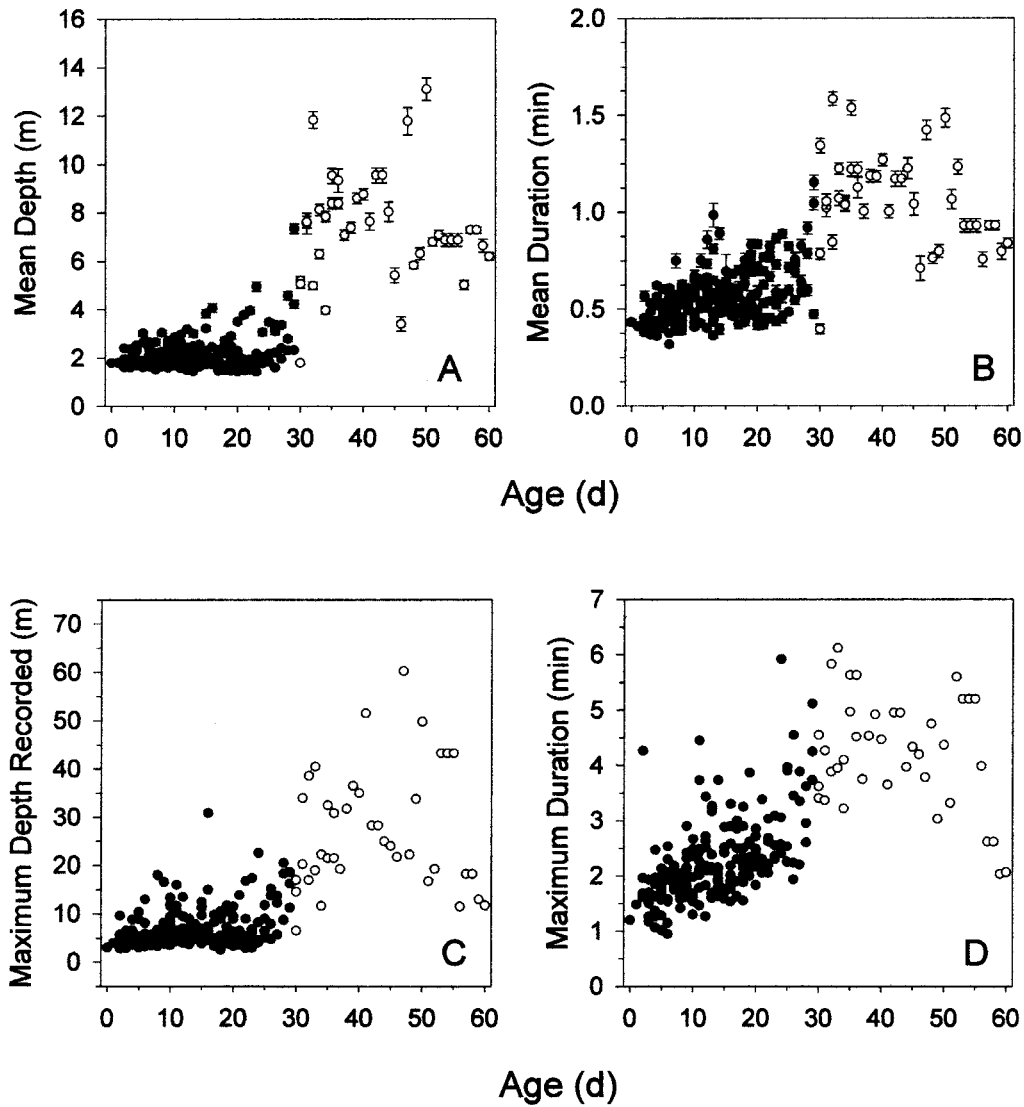 16
14
12
10
8
6
4
2
0
Mean Depth (m)
A
0 10 20 30 40 50 60
2.0
1.5
1.0
0.5
0.0
Mean Duration (min)
B
0 10 20 30 40 50 60
Age (d)
70
60
50
40
30
20
10
0
Maximum Depth Recorded (m)
C
0 10 20 30 40 50 60
7
6
5
4
3
2
1
0
Maximum Duration (min)
D
0 10 20 30 40 50 60
Age (d)